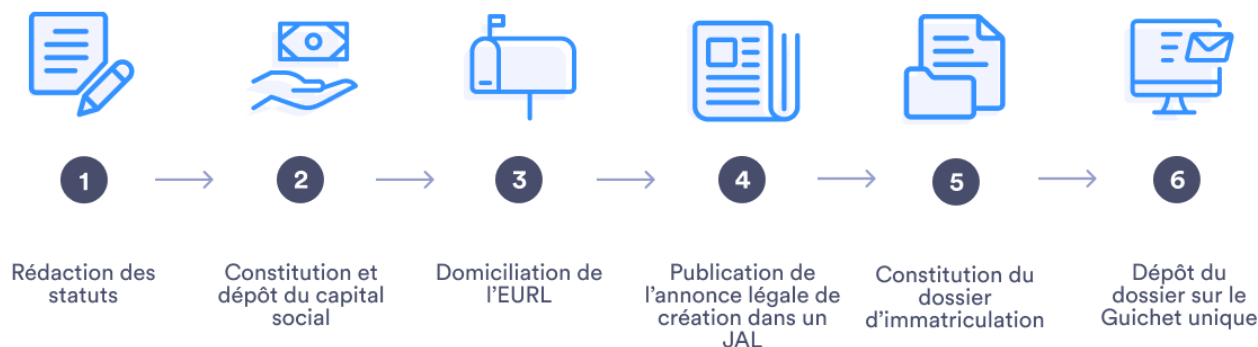 1
2
3
4
5
6
Rédaction des
statuts
Constitution et
dépôt du capital
social
Domiciliation de
l'EURL
Publication de
l'annonce légale de
création dans un
JAL
Constitution du
dossier
d'immatriculation
Dépôt du
dossier sur le
Guichet unique